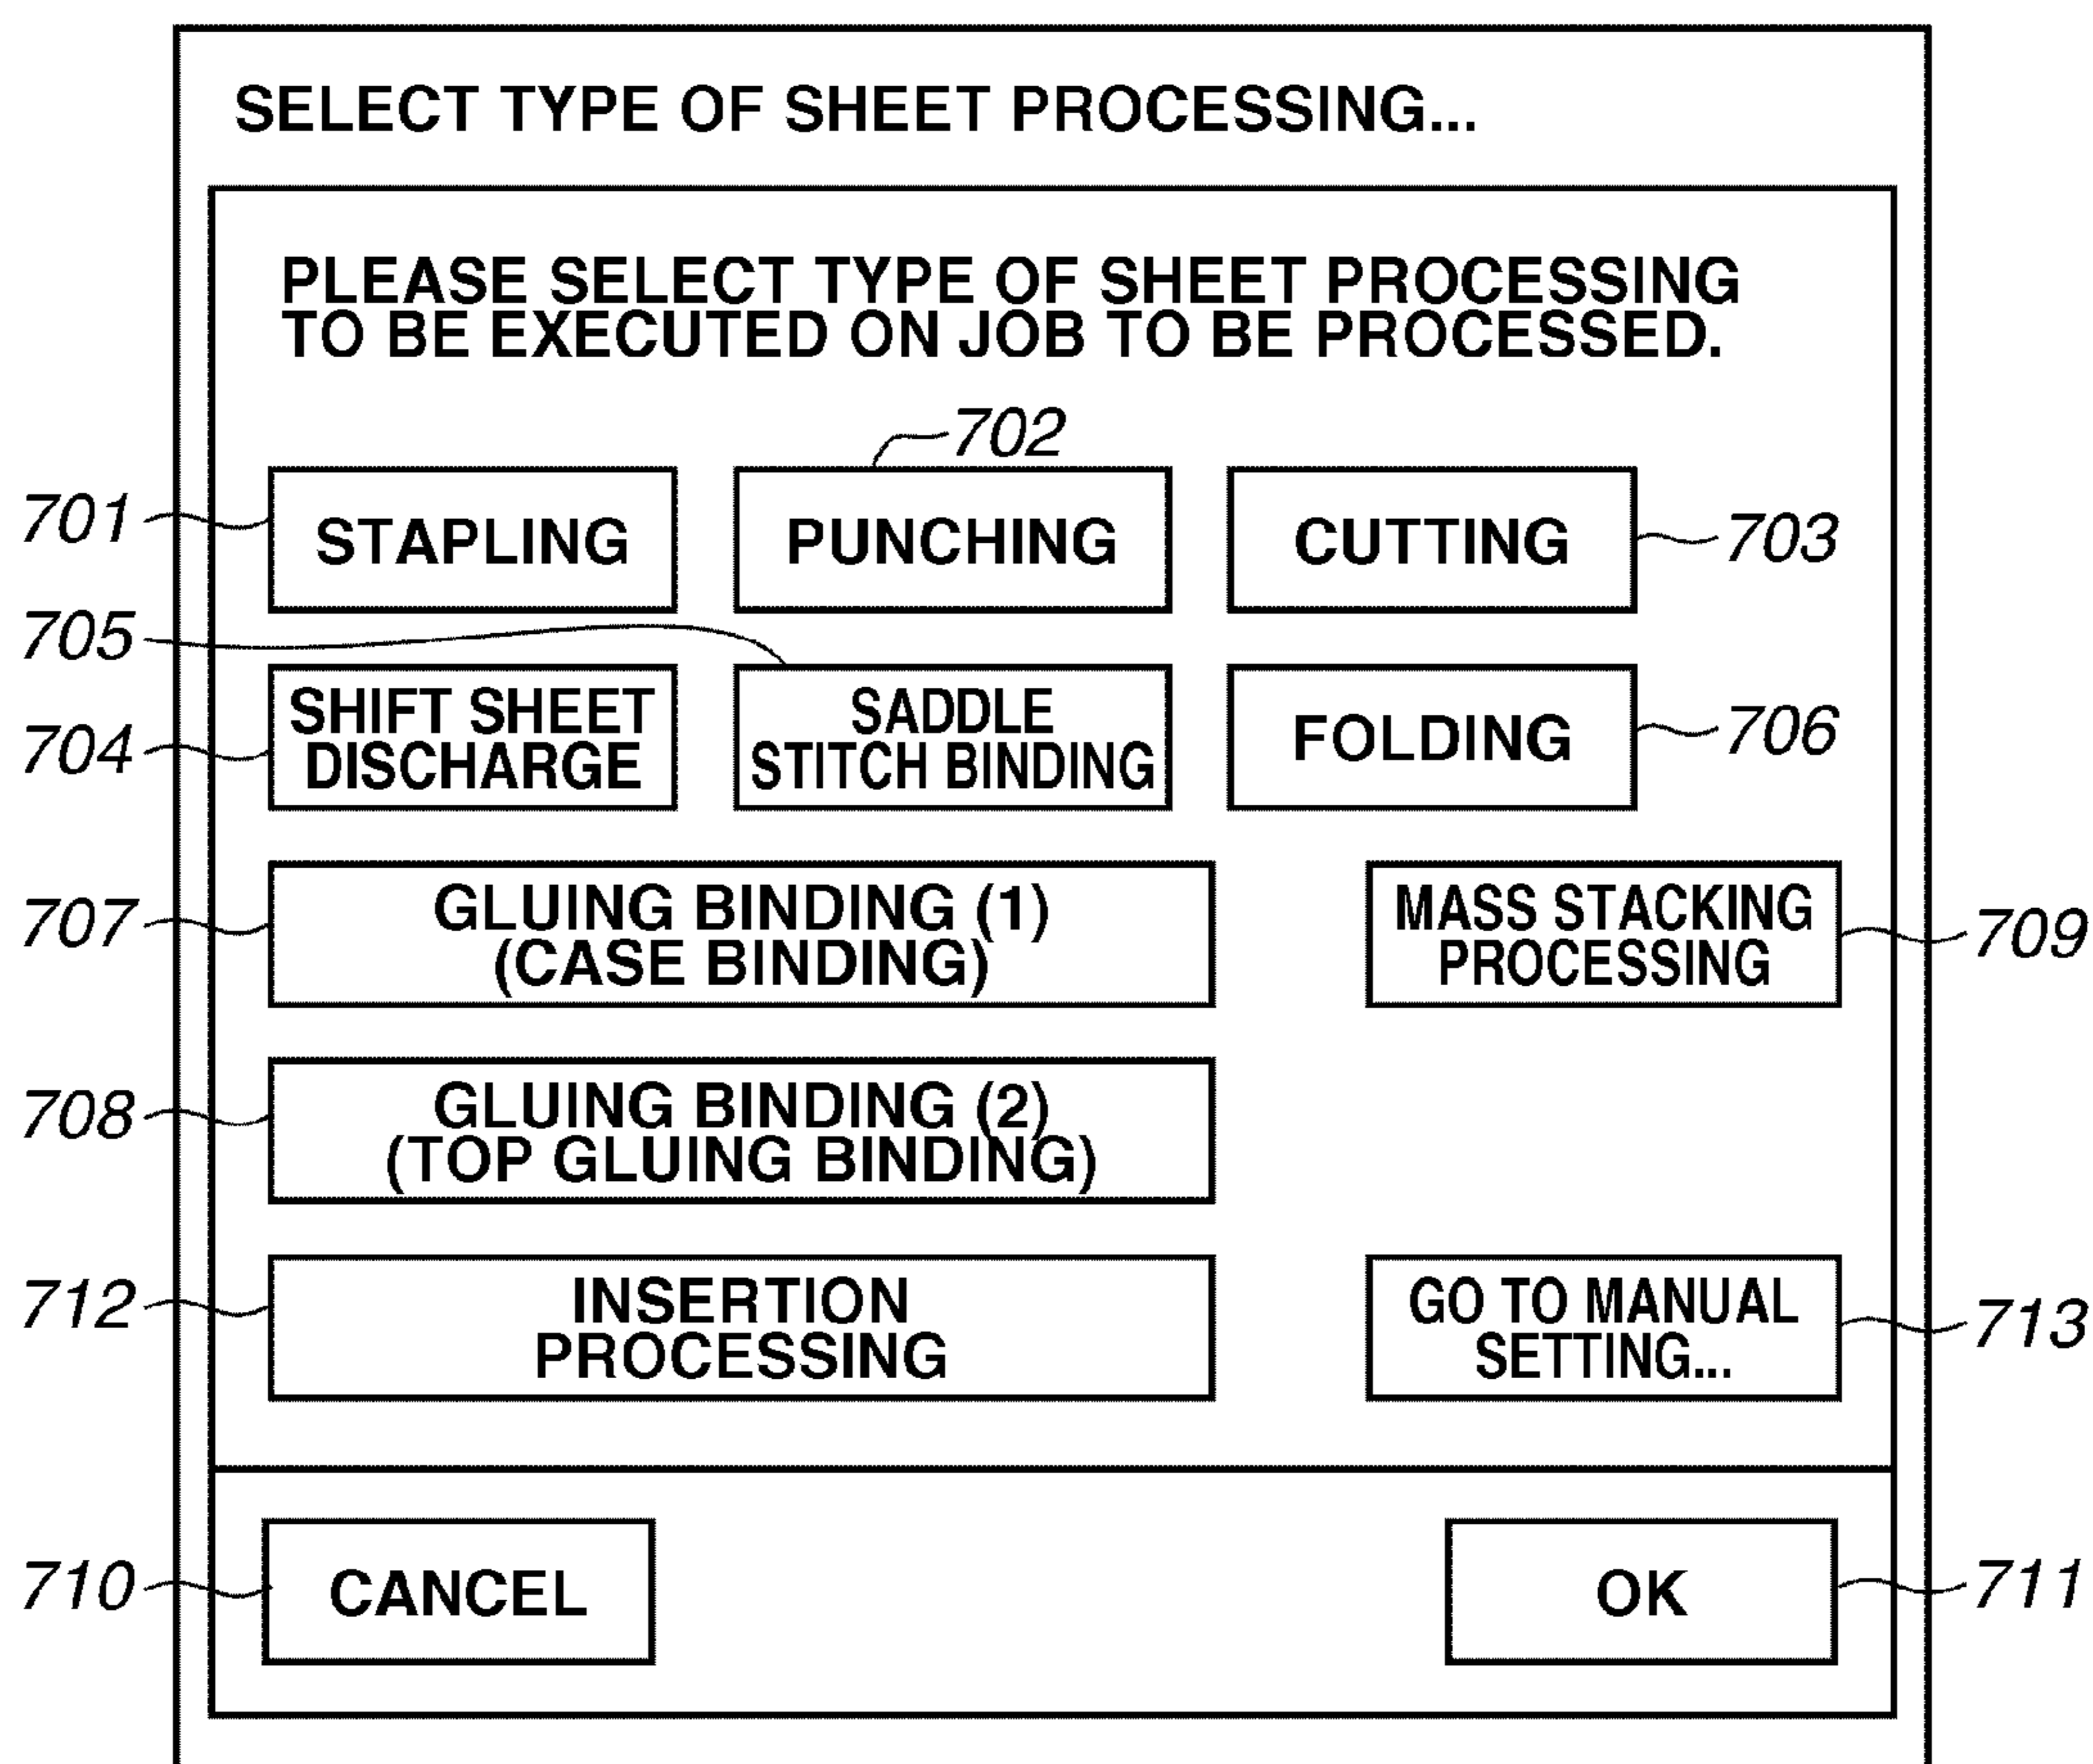 SELECT TYPE OF SHEET PROCESSING...
PLEASE SELECT TYPE OF SHEET PROCESSING
TO BE EXECUTED ON JOB TO BE PROCESSED.
702
701
STAPLING
PUNCHING
CUTTING
703
705
704
SHIFT SHEET
DISCHARGE
SADDLE
STITCH BINDING
FOLDING
706
707
GLUING BINDING (1)
(CASE BINDING)
MASS STACKING
PROCESSING
709
708
GLUING BINDING (2)
(TOP GLUING BINDING)
712
INSERTION
PROCESSING
GO TO MANUAL
SETTING...
713
710
CANCEL
OK
711